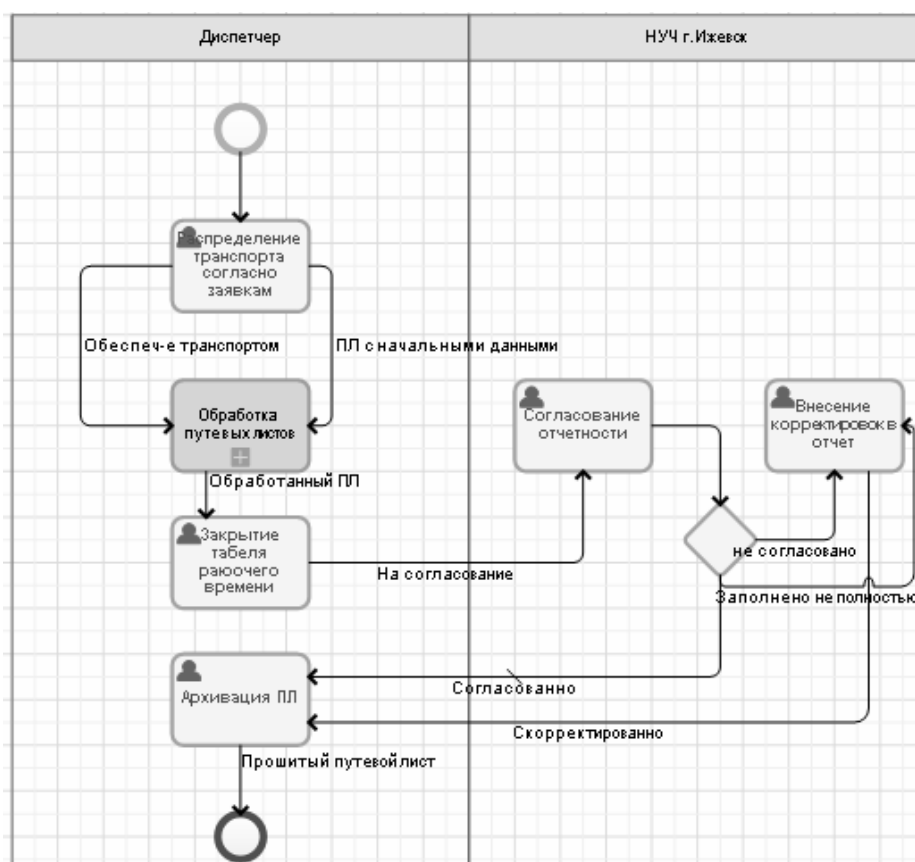 Диспетчер
НУЧ г.Ижевск
Распределение
транспорта
согласно
заявкам
Обеспеч-е транспортом
ПЛ с начальными данными
Обработка
путевых листов
Согласование
отчетности
Внесение
корректировок в
отчет
Обработанный ПЛ
Закрытие
табеля
раюочего
времени
не согласовано
На согласование
Заполнено не полностью
Архивация ПЛ
Согласованно
Скорректированно
Прошитый путевой лист